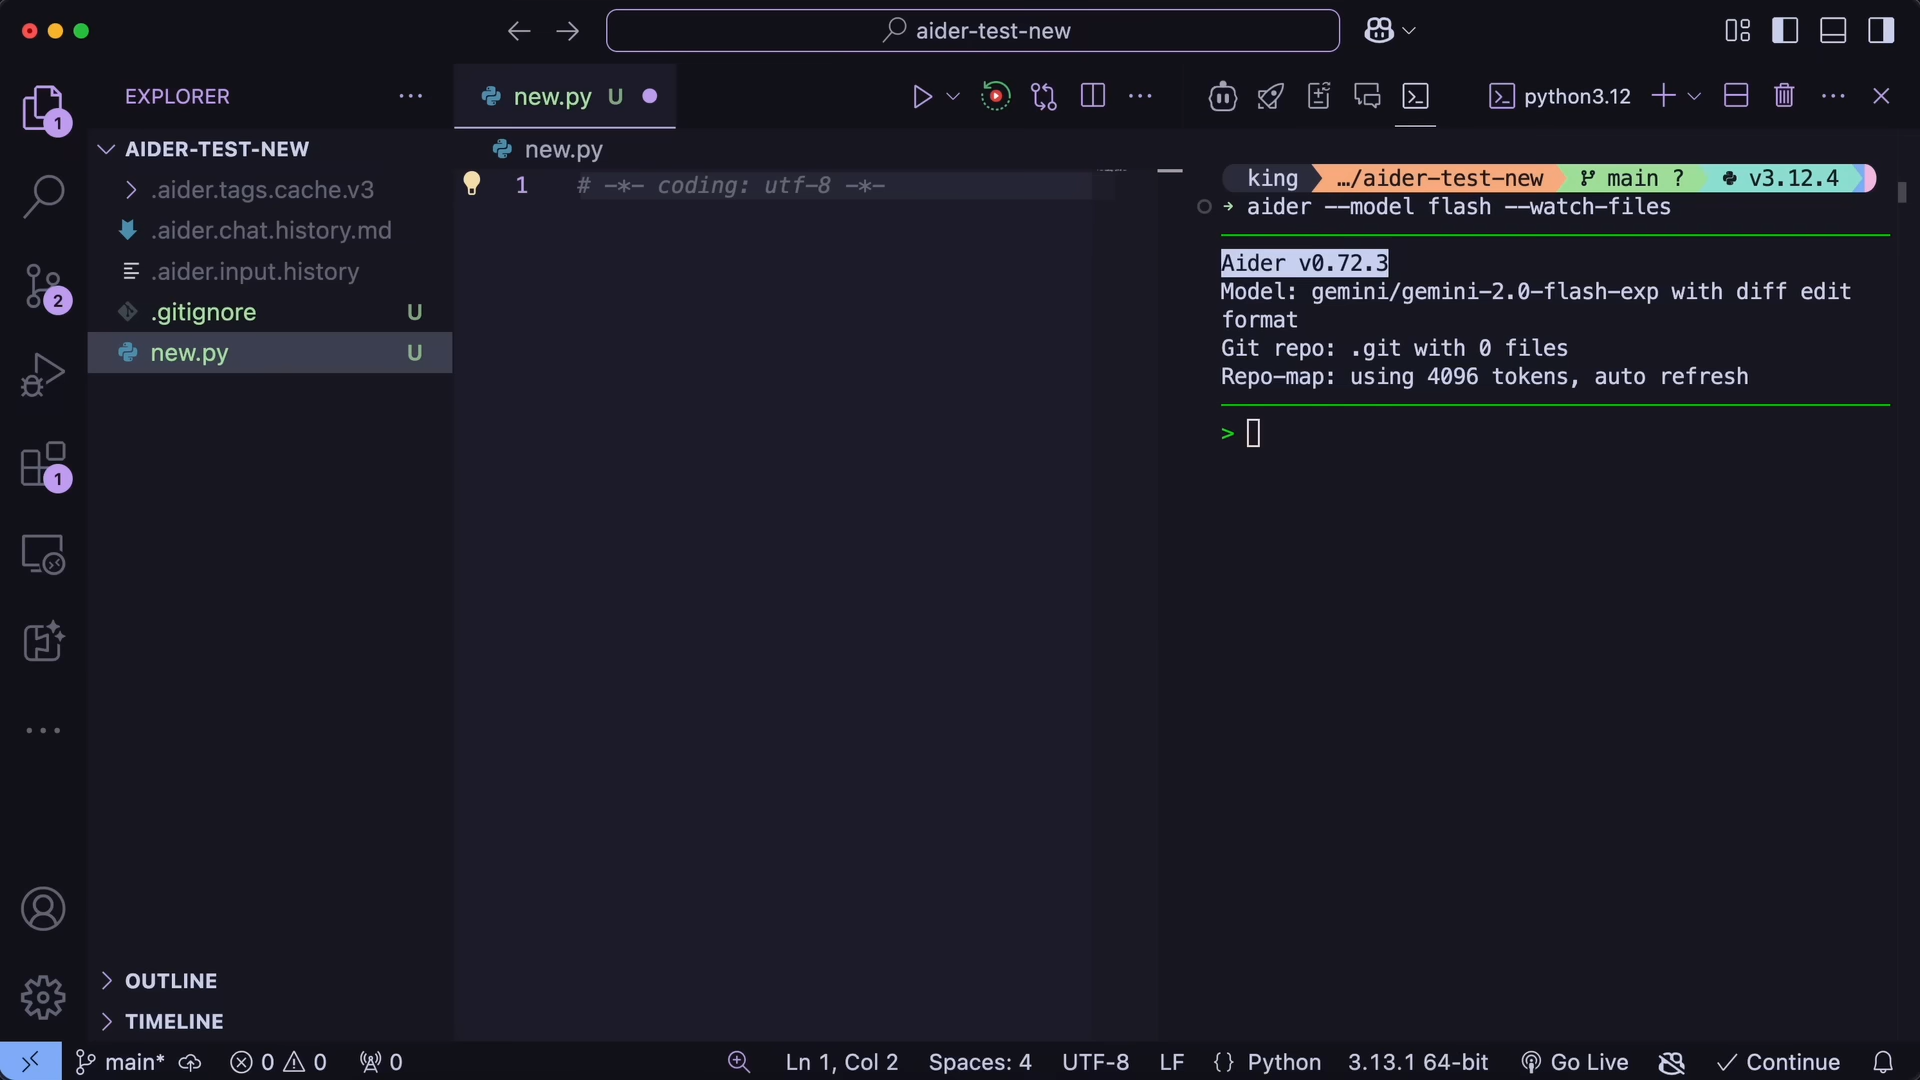 aider-test-new
EXPLORER
new.py U
python3.12
1
AIDER-TEST-NEW
new.py
.aider.tags.cache.v3
1 # -*- coding: utf-8 -*-
king …/aider-test-new main ? v3.12.4
aider --model flash --watch-files
.aider.chat.history.md
Aider v0.72.3
.aider.input.history
Model: gemini/gemini-2.0-flash-exp with diff edit
format
2
.gitignore U
Git repo: .git with 0 files
new.py U
Repo-map: using 4096 tokens, auto refresh
>
1
OUTLINE
TIMELINE
main* 0 0 0 Ln 1, Col 2 Spaces: 4 UTF-8 LF {} Python 3.13.1 64-bit Go Live Continue